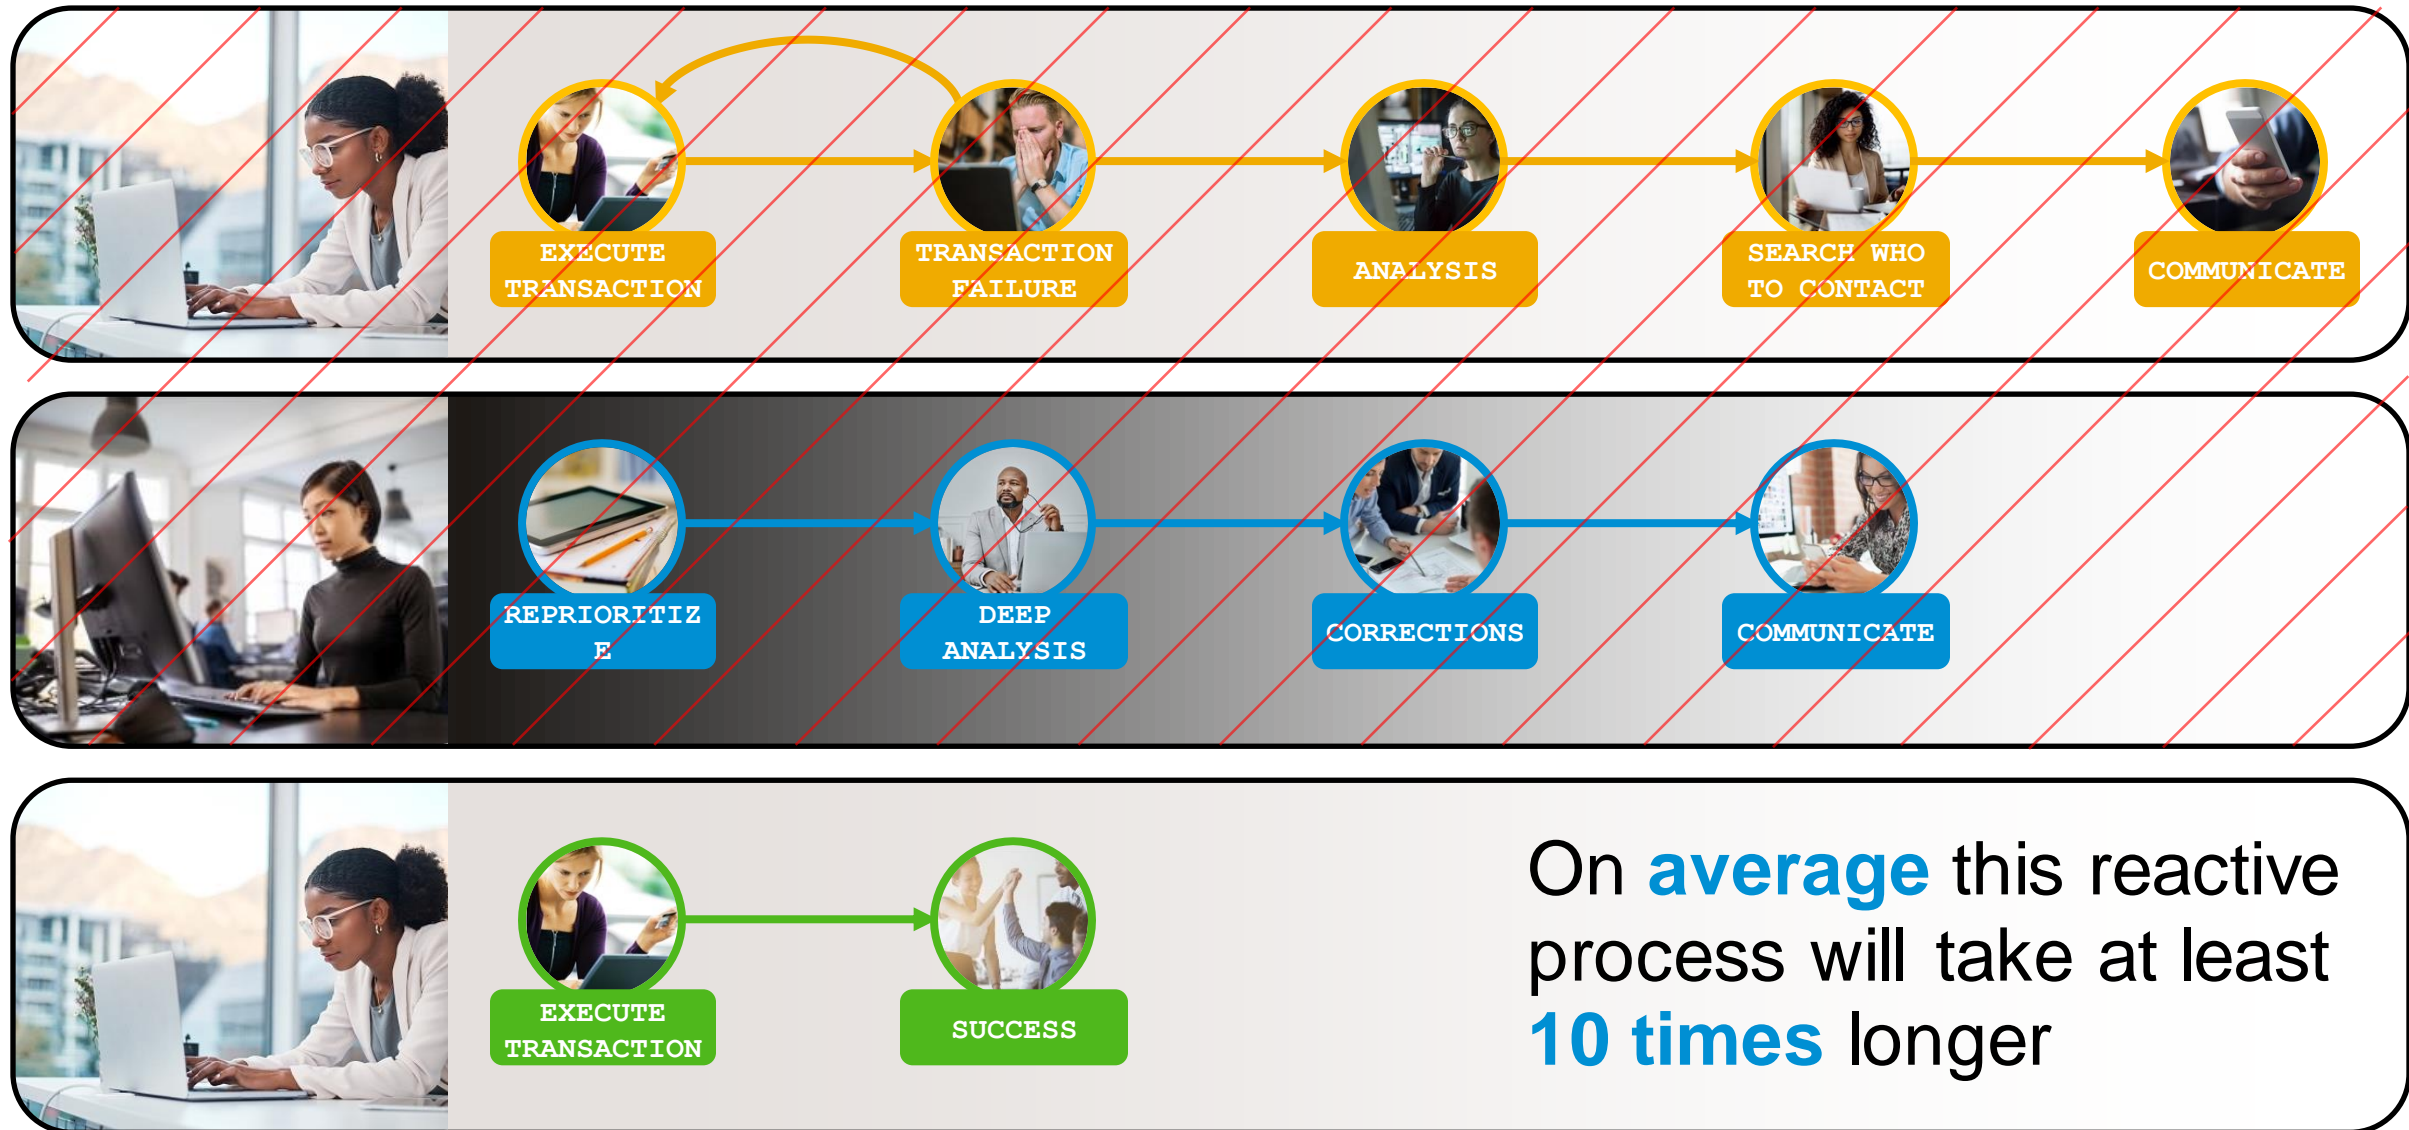 EXECUTE
TRANSACTION
TRANSACTION
FAILURE
ANALYSIS
SEARCH WHO
TO CONTACT
COMMUNICATE
REPRIORITIZ
E
DEEP
ANALYSIS
CORRECTIONS
COMMUNICATE
EXECUTE
TRANSACTION
SUCCESS
On average this reactive
process will take at least
10 times longer